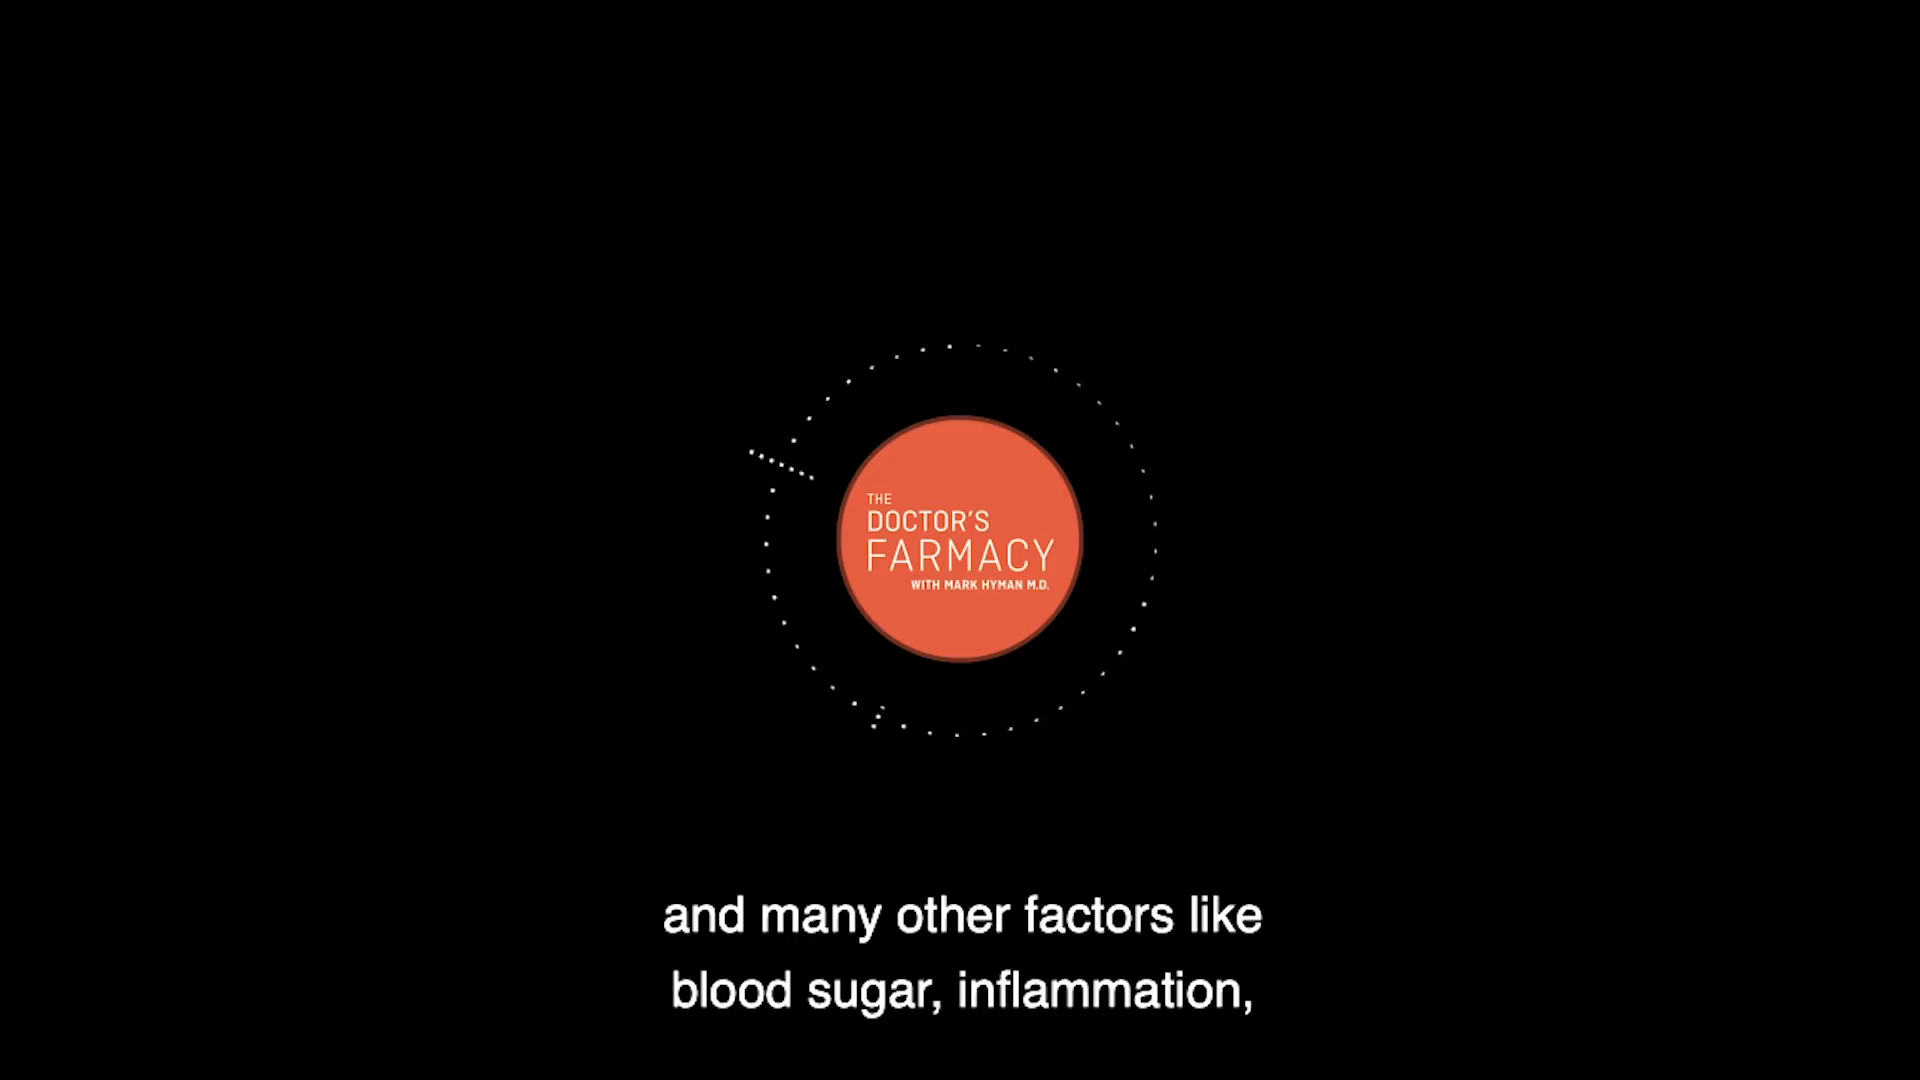 THE
DOCTOR'S
FARMACY
WITH MARK HYMAN M.D.
and many other factors like
blood sugar, inflammation,